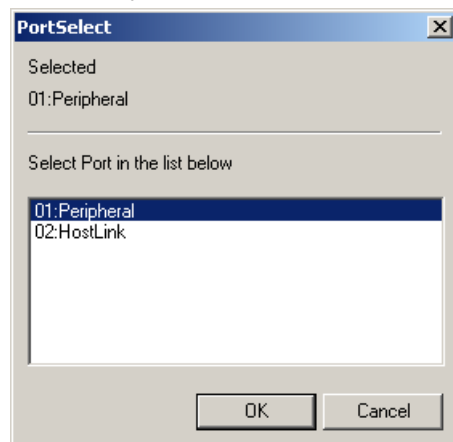 PortSelect
Selected
01:Peripheral
Select Port in the list below
01:Peripheral
02:HostLink
OK
Cancel